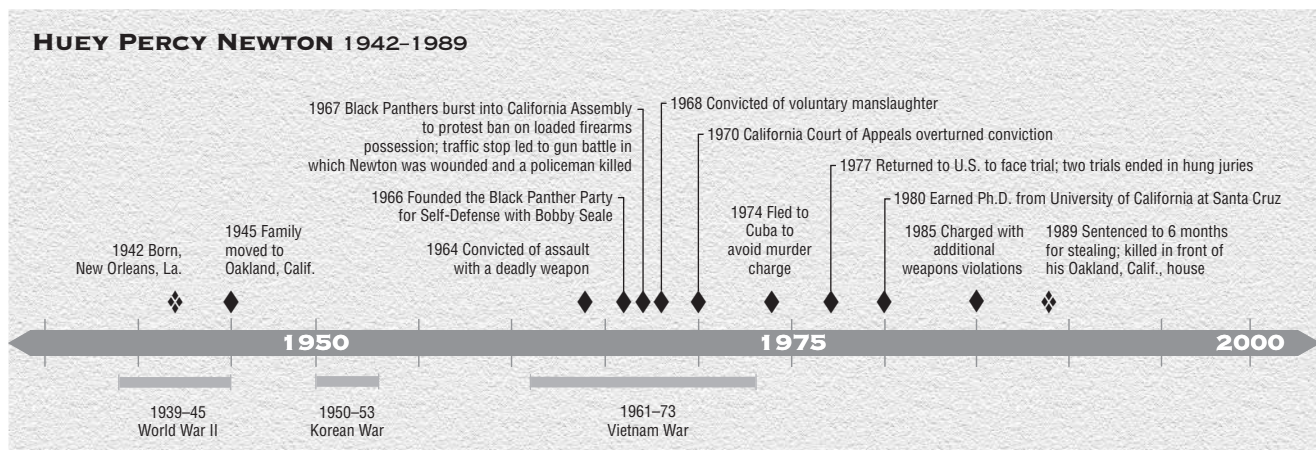 HUEY PERCY NEWTON 1942–1989
1967 Black Panthers burst into California Assembly
to protest ban on loaded firearms
possession; traffic stop led to gun battle in
which Newton was wounded and a policeman killed
1968 Convicted of voluntary manslaughter
1970 California Court of Appeals overturned conviction
1977 Returned to U.S. to face trial; two trials ended in hung juries
1966 Founded the Black Panther Party
for Self-Defense with Bobby Seale
1980 Earned Ph.D. from University of California at Santa Cruz
1942 Born,
New Orleans, La.
1945 Family
moved to
Oakland, Calif.
1964 Convicted of assault
with a deadly weapon
1974 Fled to
Cuba to
avoid murder
charge
1985 Charged with
additional
weapons violations
1989 Sentenced to 6 months
for stealing; killed in front of
his Oakland, Calif., house
1950
1975
2000
1939–45
World War II
1950–53
Korean War
1961–73
Vietnam War